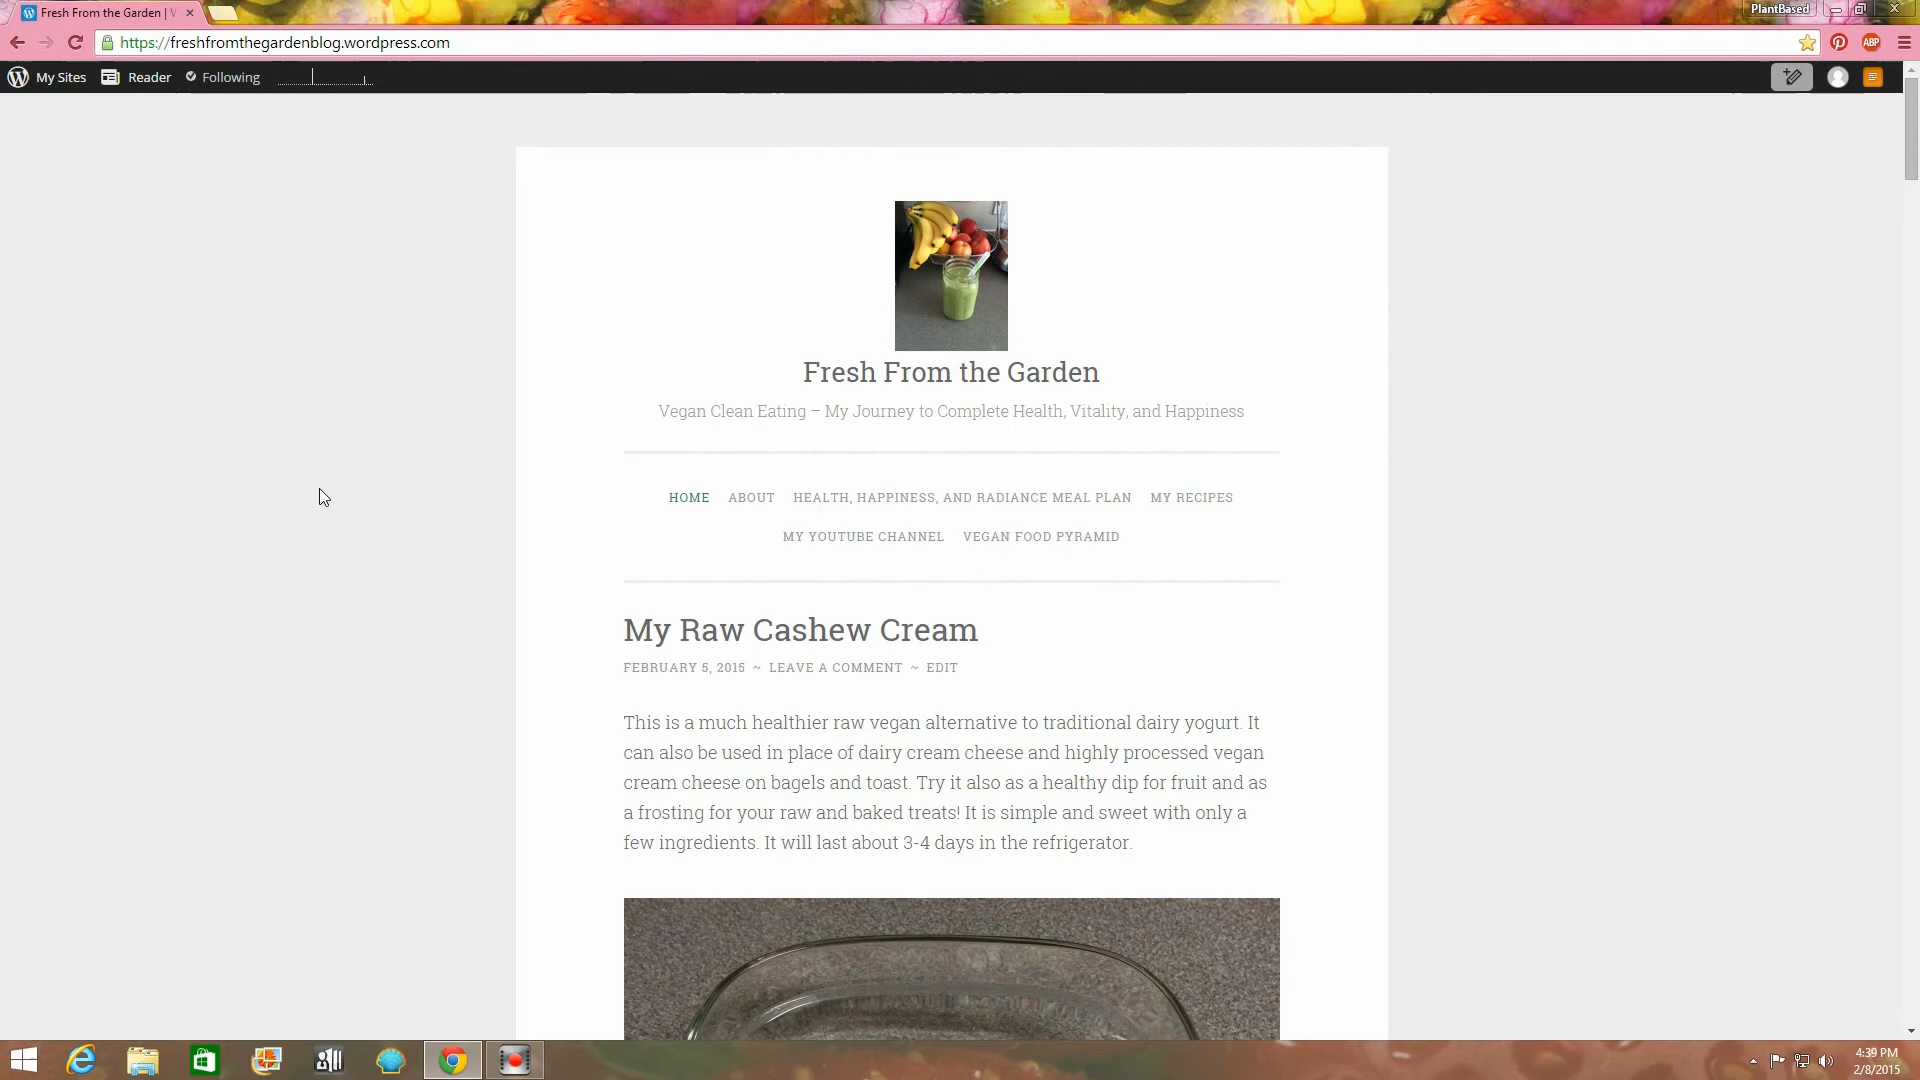 Fresh From the Garden | V
PlantBased
https://freshfromthegardenblog.wordpress.com
ABP
My Sites Reader Following
Fresh From the Garden
Vegan Clean Eating – My Journey to Complete Health, Vitality, and Happiness
HOME ABOUT HEALTH, HAPPINESS, AND RADIANCE MEAL PLAN MY RECIPES
MY YOUTUBE CHANNEL VEGAN FOOD PYRAMID
My Raw Cashew Cream
FEBRUARY 5, 2015 ~ LEAVE A COMMENT ~ EDIT
This is a much healthier raw vegan alternative to traditional dairy yogurt. It
can also be used in place of dairy cream cheese and highly processed vegan
cream cheese on bagels and toast. Try it also as a healthy dip for fruit and as
a frosting for your raw and baked treats! It is simple and sweet with only a
few ingredients. It will last about 3-4 days in the refrigerator.
4:39 PM
2/8/2015